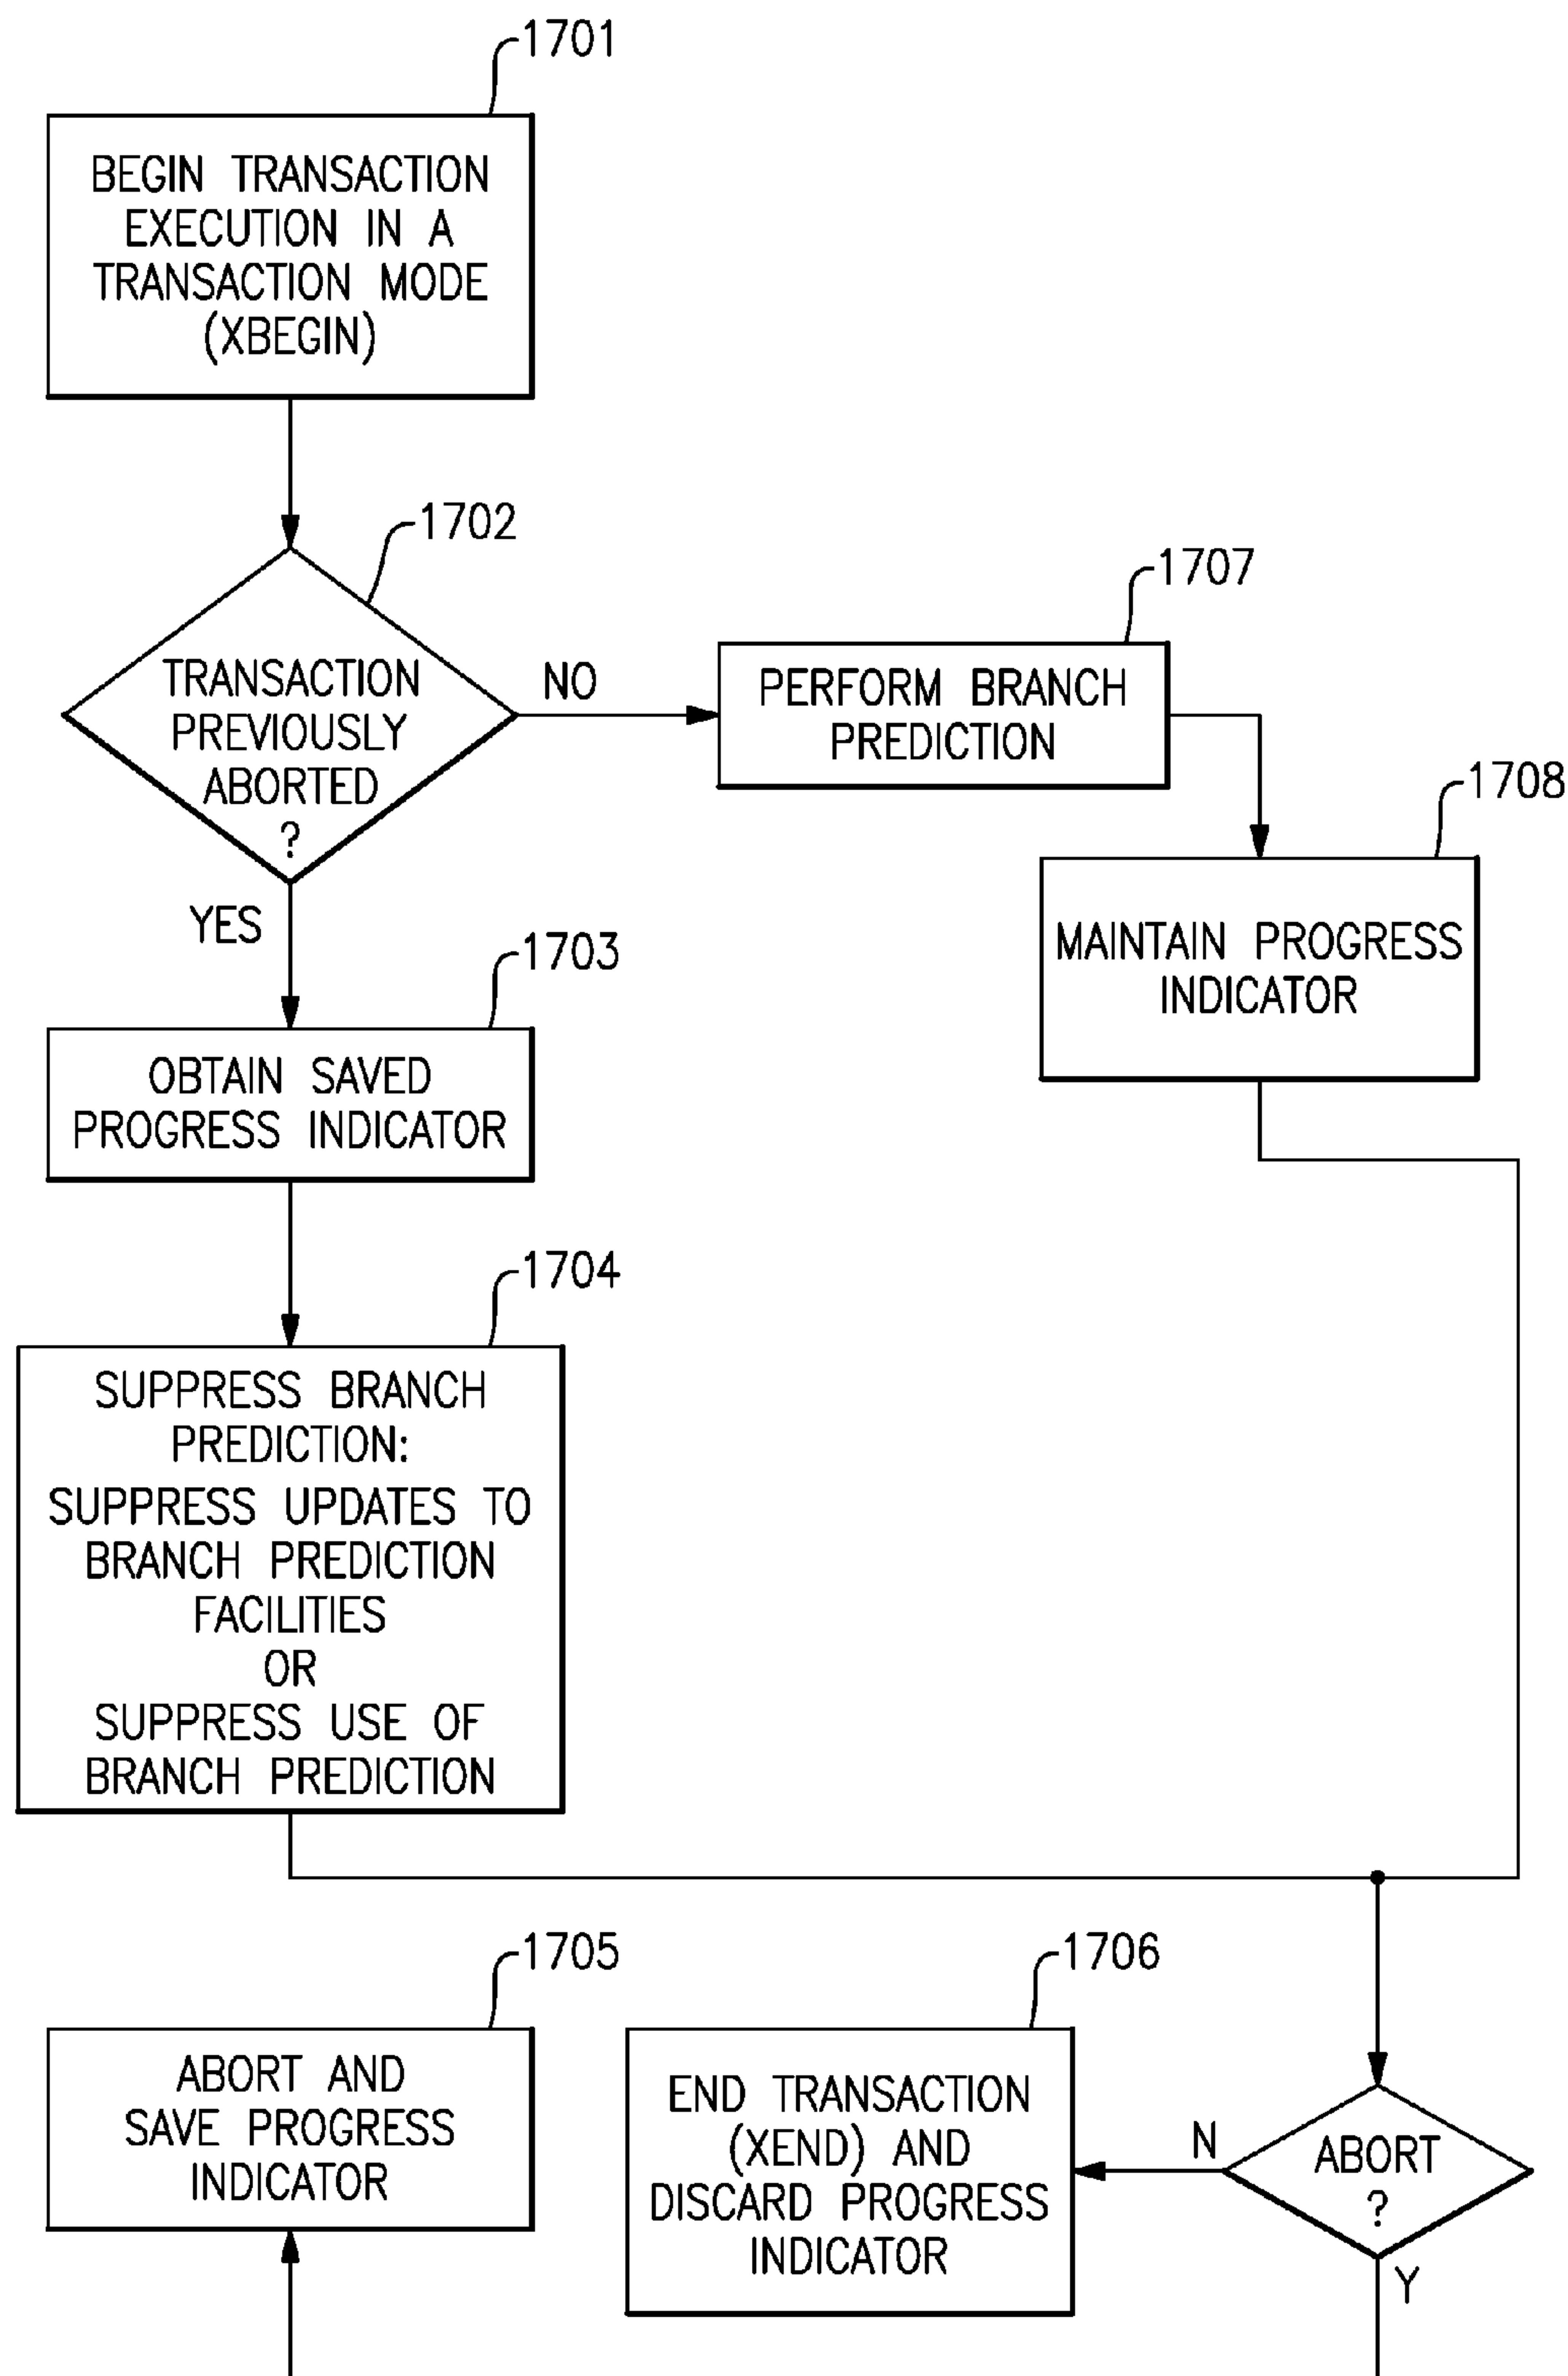 1701
BEGIN TRANSACTION
EXECUTION IN A
TRANSACTION MODE
(XBEGIN)
1702
TRANSACTION
PREVIOUSLY
ABORTED
?
NO
YES
1707
PERFORM BRANCH
PREDICTION
1708
MAINTAIN PROGRESS
INDICATOR
1703
OBTAIN SAVED
PROGRESS INDICATOR
1704
SUPPRESS BRANCH
PREDICTION:
SUPPRESS UPDATES TO
BRANCH PREDICTION
FACILITIES
OR
SUPPRESS USE OF
BRANCH PREDICTION
1705
ABORT AND
SAVE PROGRESS
INDICATOR
1706
END TRANSACTION
(XEND) AND
DISCARD PROGRESS
INDICATOR
N
ABORT
?
Y